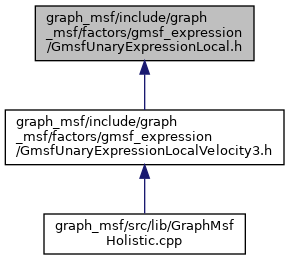 graph_msf/include/graph
_msf/factors/gmsf_expression
/GmsfUnaryExpressionLocal.h
graph_msf/include/graph
_msf/factors/gmsf_expression
/GmsfUnaryExpressionLocalVelocity3.h
graph_msf/src/lib/GraphMsf
Holistic.cpp